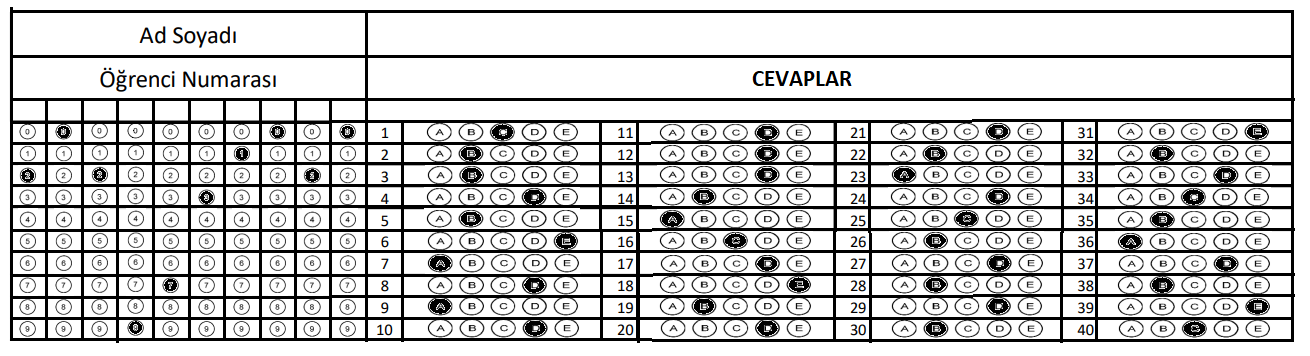 Ad Soyadı
Öğrenci Numarası CEVAPLAR
0 0 0 0 0 0 0 0 0 0 1 A B C D E 11 A B C D E 21 A B C D E 31 A B C D E
1 1 1 1 1 1 1 1 1 1 2 A B C D E 12 A B C D E 22 A B C D E 32 A B C D E
2 2 2 2 2 2 2 2 2 2 3 A B C D E 13 A B C D E 23 A B C D E 33 A B C D E
3 3 3 3 3 3 3 3 3 3 4 A B C D E 14 A B C D E 24 A B C D E 34 A B C D E
4 4 4 4 4 4 4 4 4 4 5 A B C D E 15 A B C D E 25 A B C D E 35 A B C D E
5 5 5 5 5 5 5 5 5 5 6 A B C D E 16 A B C D E 26 A B C D E 36 A B C D E
6 6 6 6 6 6 6 6 6 6 7 A B C D E 17 A B C D E 27 A B C D E 37 A B C D E
7 7 7 7 7 7 7 7 7 7 8 A B C D E 18 A B C D E 28 A B C D E 38 A B C D E
8 8 8 8 8 8 8 8 8 8 9 A B C D E 19 A B C D E 29 A B C D E 39 A B C D E
9 9 9 9 9 9 9 9 9 9 10 A B C D E 20 A B C D E 30 A B C D E 40 A B C D E